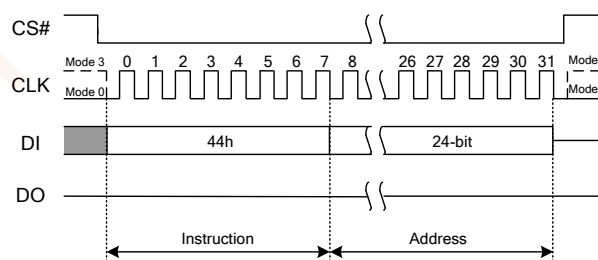 CS#
Mode 3 0 1 2 3 4 5 6 7 8 26 27 28 29 30 31 Mode
CLK
Mode 0 Mode
DI 44h 24-bit
DO
Instruction Address